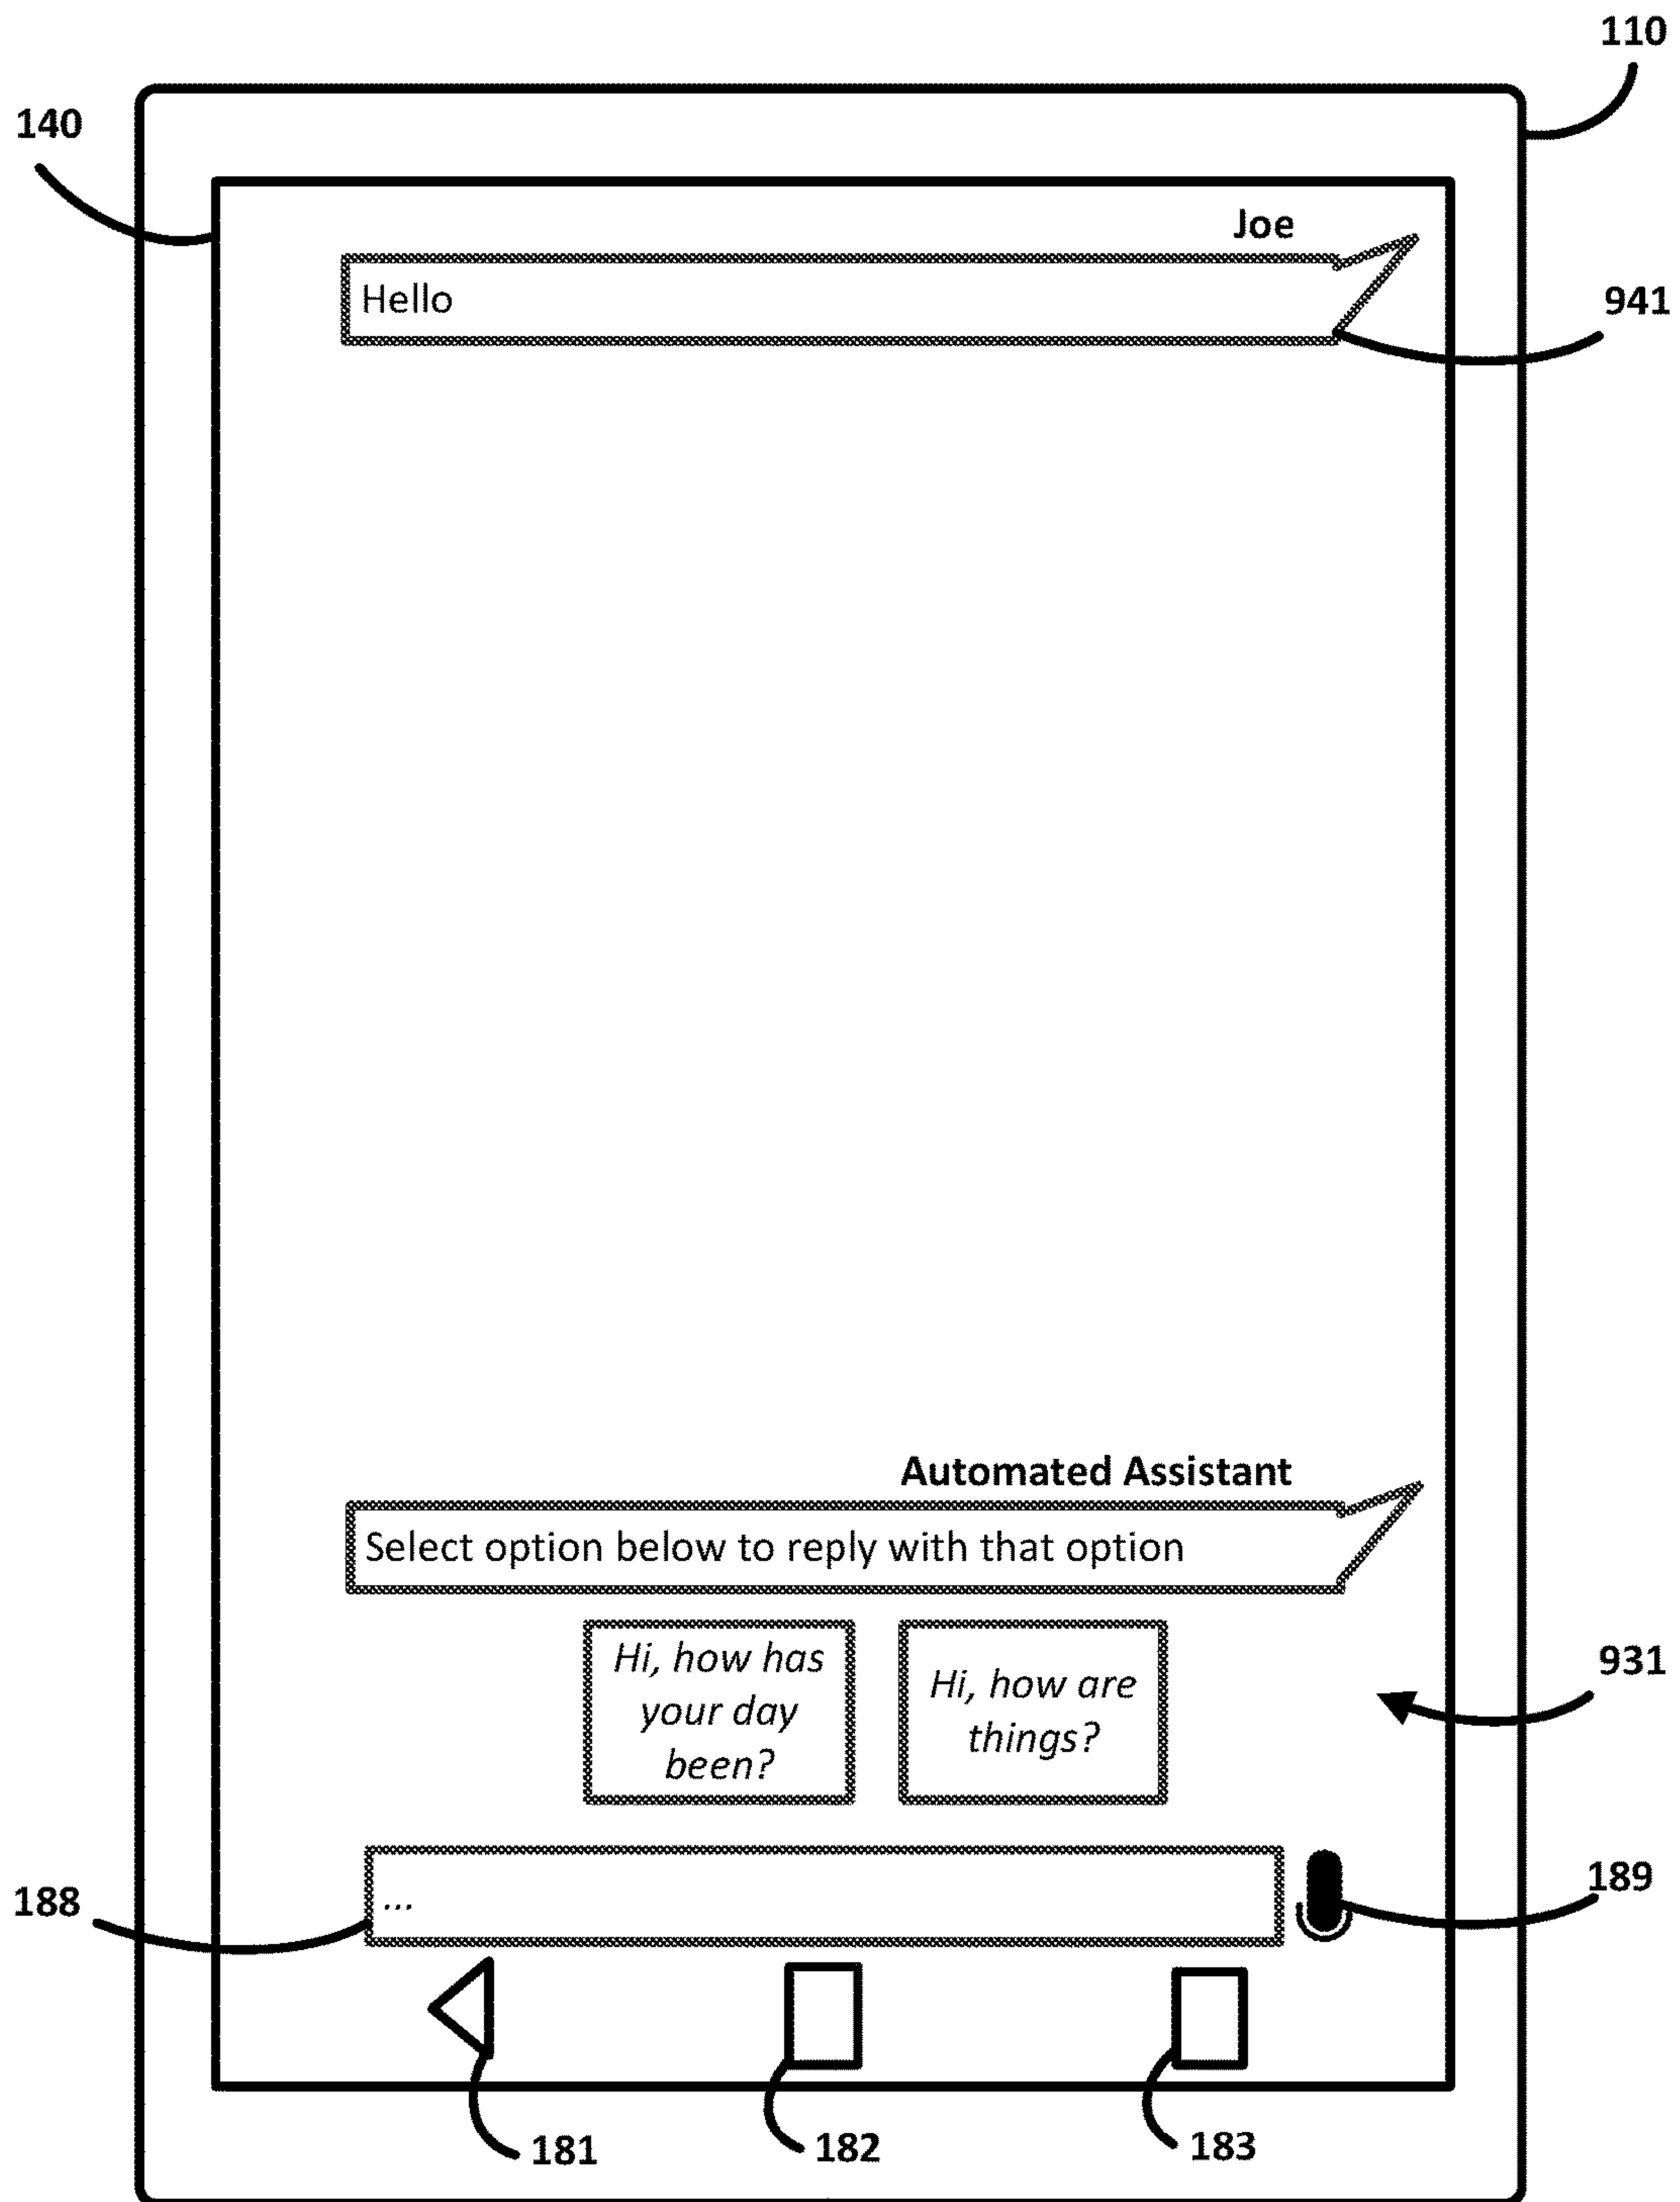 110
140
Joe
Hello
941
Automated Assistant
Select option below to reply with that option
Hi, how has
your day
been?
Hi, how are
things?
931
...
188
189
181
182
183